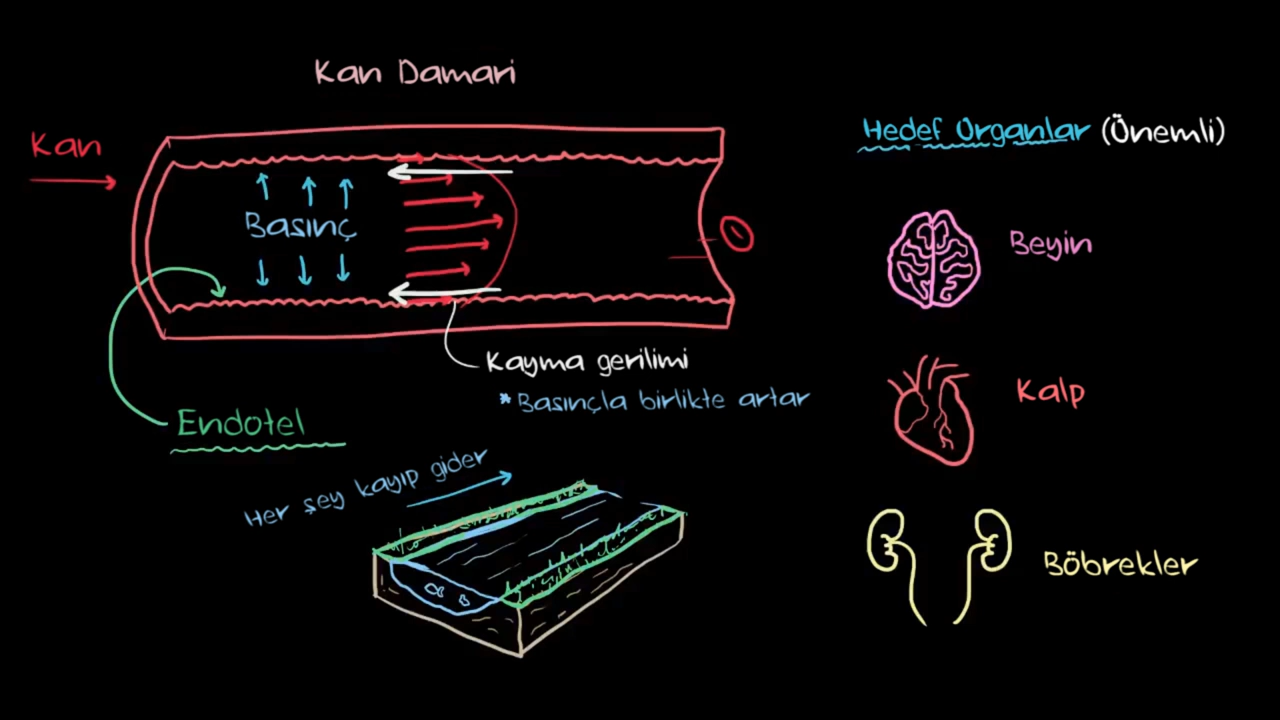 Kan Damari
Kan
Basınç
Kayma gerilimi
*Basınçla birlikte artar
Endotel
Her şey kayıp gider
Hedef Organlar (Önemli)
Beyin
Kalp
Böbrekler